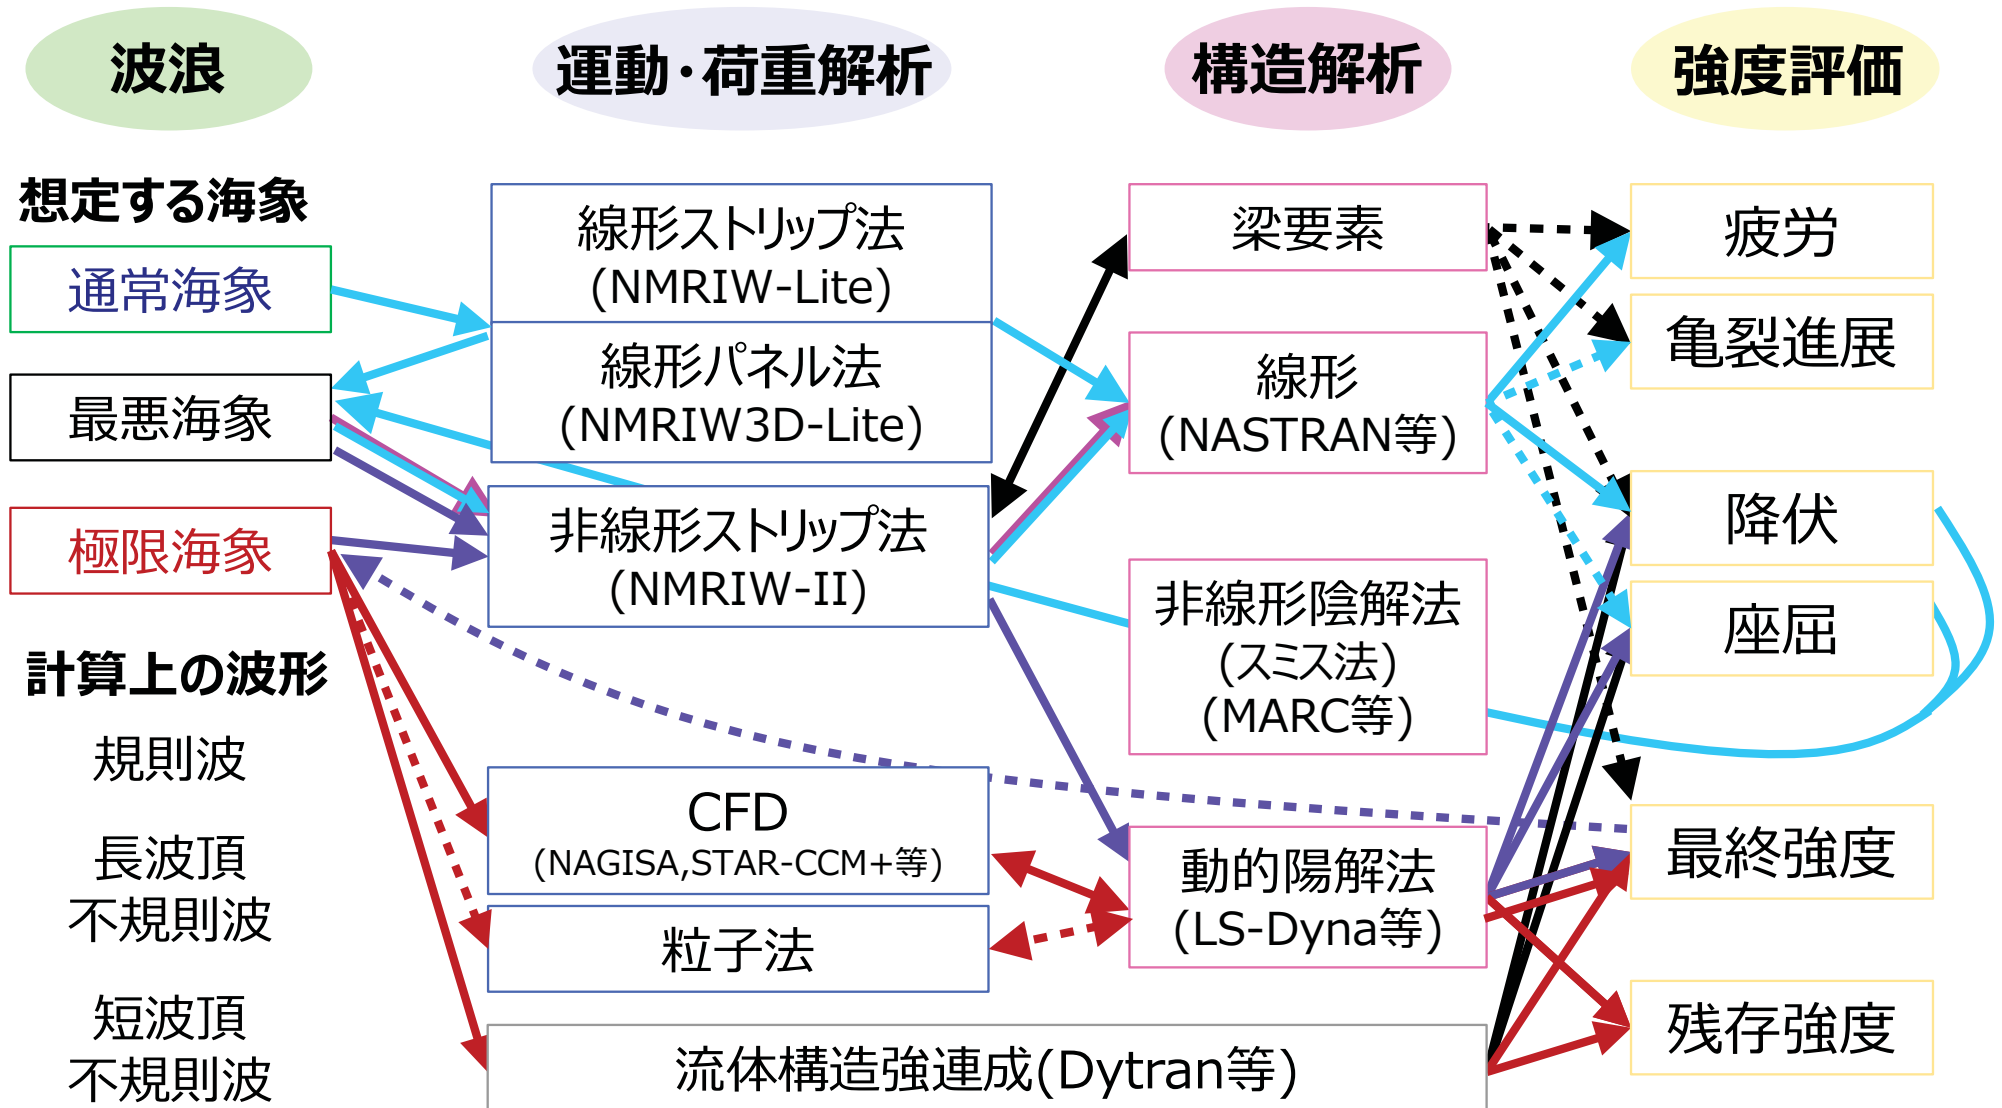 波浪
運動・荷重解析
構造解析
強度評価
想定する海象
通常海象
最悪海象
極限海象
計算上の波形
規則波
長波頂
不規則波
短波頂
不規則波
線形ストリップ法
(NMRIW-Lite)
線形パネル法
(NMRIW3D-Lite)
非線形ストリップ法
(NMRIW-II)
CFD
(NAGISA,STAR-CCM+等)
粒子法
流体構造強連成(Dytran等)
梁要素
線形
(NASTRAN等)
非線形陰解法
(スミス法)
(MARC等)
動的陽解法
(LS-Dyna等)
疲労
亀裂進展
降伏
座屈
最終強度
残存強度